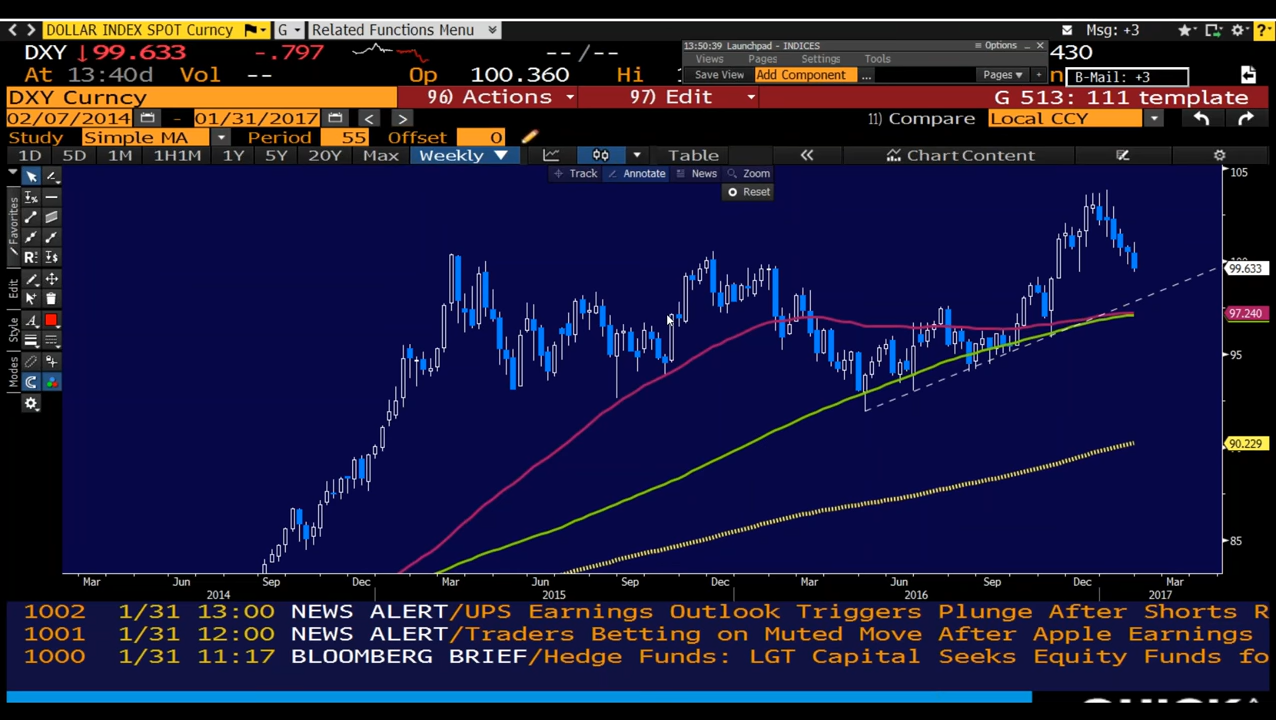 DOLLAR INDEX SPOT Curncy G Related Functions Menu Msg: +3
DXY ↓99.633 -.797 -- / -- 430
At 13:40d Vol -- Op 100.360 Hi
13:50:39 Launchpad - INDICES Options
Views Pages Settings Tools
Save View Add Component ... Pages +
B-Mail: +3
DXY Curncy 96) Actions 97) Edit G 513: 111 template
02/07/2014 - 01/31/2017 11) Compare Local CCY
Study Simple MA Period 55 Offset 0
1D 5D 1M 1H1M 1Y 5Y 20Y Max Weekly Table Chart Content
Track Annotate News Zoom
Reset
Favorites
Edit
Style
Modes
105
99.633
97.240
95
90.229
85
Mar Jun Sep Dec Mar Jun Sep Dec Mar Jun Sep Dec Mar
2014 2015 2016 2017
1002 1/31 13:00 NEWS ALERT/UPS Earnings Outlook Triggers Plunge After Shorts R
1001 1/31 12:00 NEWS ALERT/Traders Betting on Muted Move After Apple Earnings
1000 1/31 11:17 BLOOMBERG BRIEF/Hedge Funds: LGT Capital Seeks Equity Funds fo